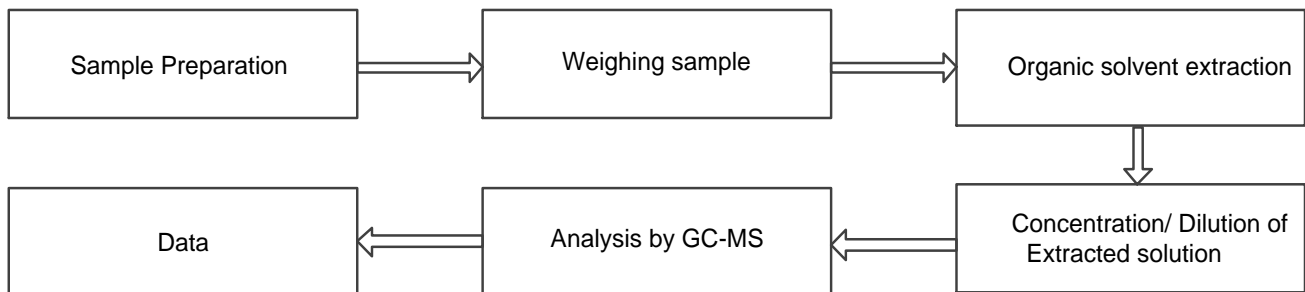 Sample Preparation
Weighing sample
Organic solvent extraction
Concentration/ Dilution of
Extracted solution
Analysis by GC-MS
Data